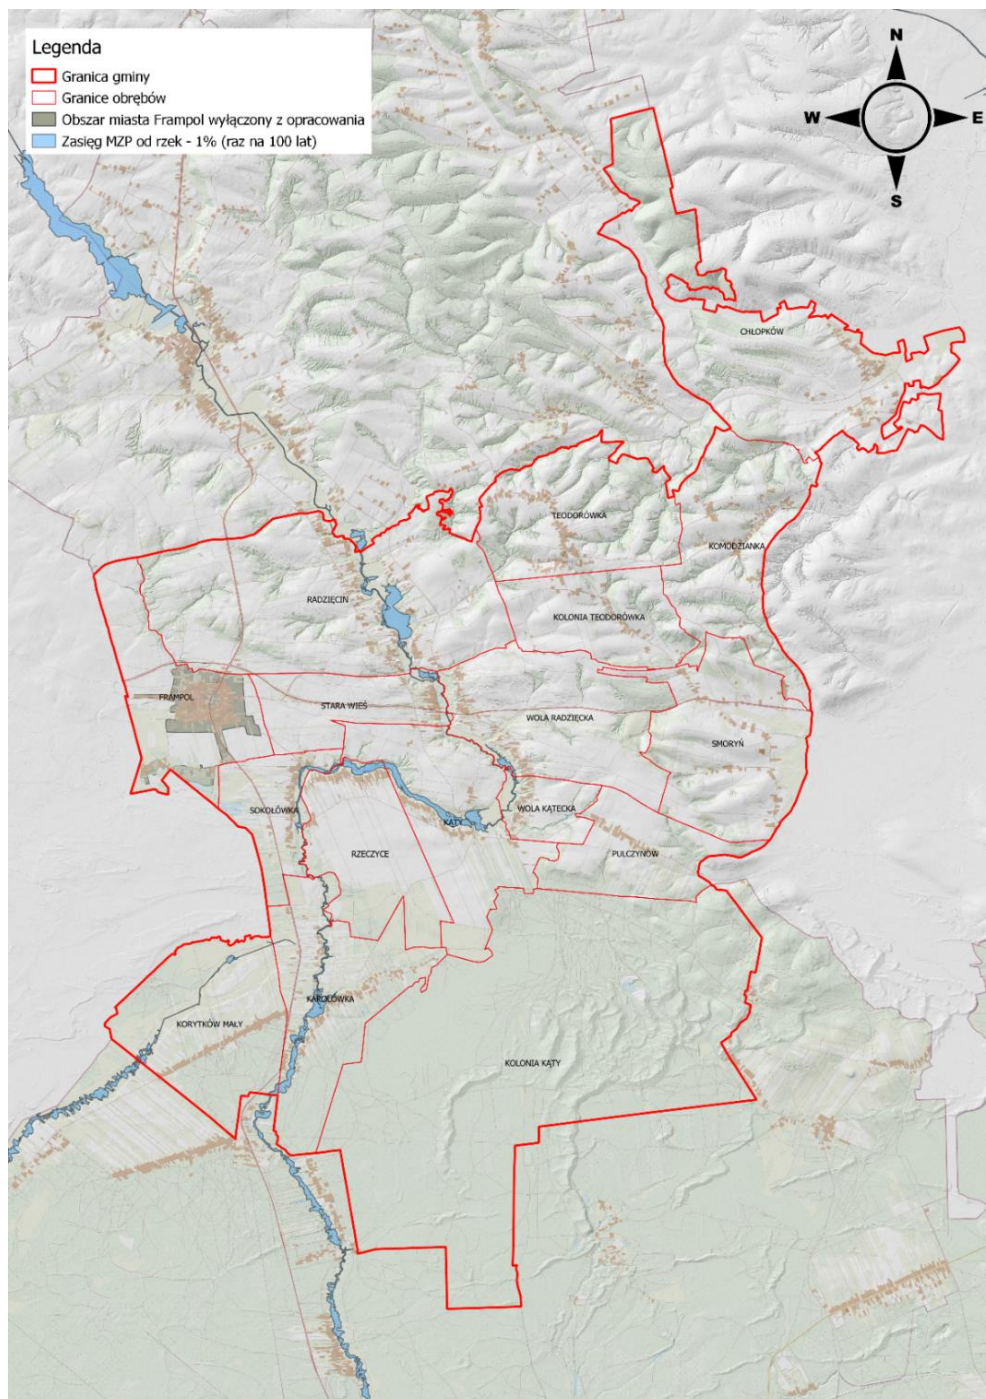 Legenda
Granica gminy
Granice obrębów
Obszar miasta Frampol wyłączony z opracowania
Zasięg MZP od rzek - 1% (raz na 100 lat)
N
W
E
S
CHŁOPKÓW
TEODORÓWKA
KOMODZIANKA
RADZIĘCIN
KOLONIA TEODORÓWKA
FRAMPOL
STARA WIEŚ
WOLA RADZIĘCKA
SMORYŃ
SOKOŁÓWKA
KĄTY
WOLA KĄTECKA
RZECZYCE
PULCZYNÓW
KAROLÓWKA
KORYTKÓW MAŁY
KOLONIA KĄTY